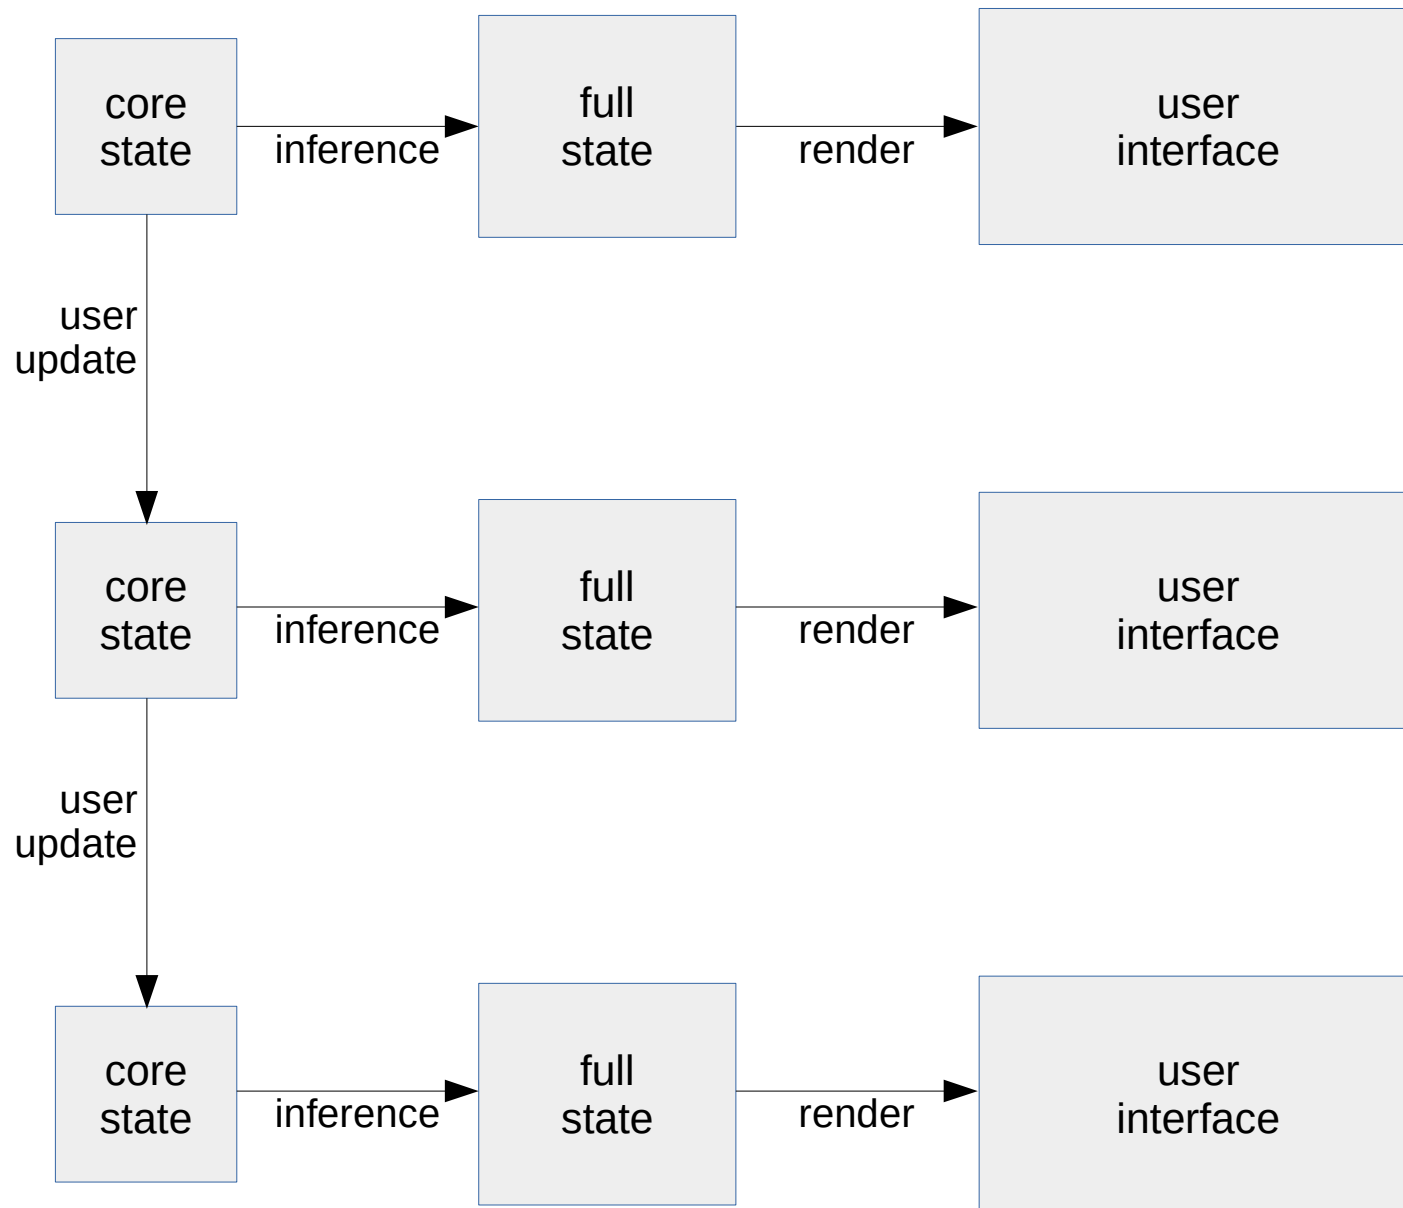 core
state
inference
full
state
render
user
interface
user
update
core
state
inference
full
state
render
user
interface
user
update
core
state
inference
full
state
render
user
interface